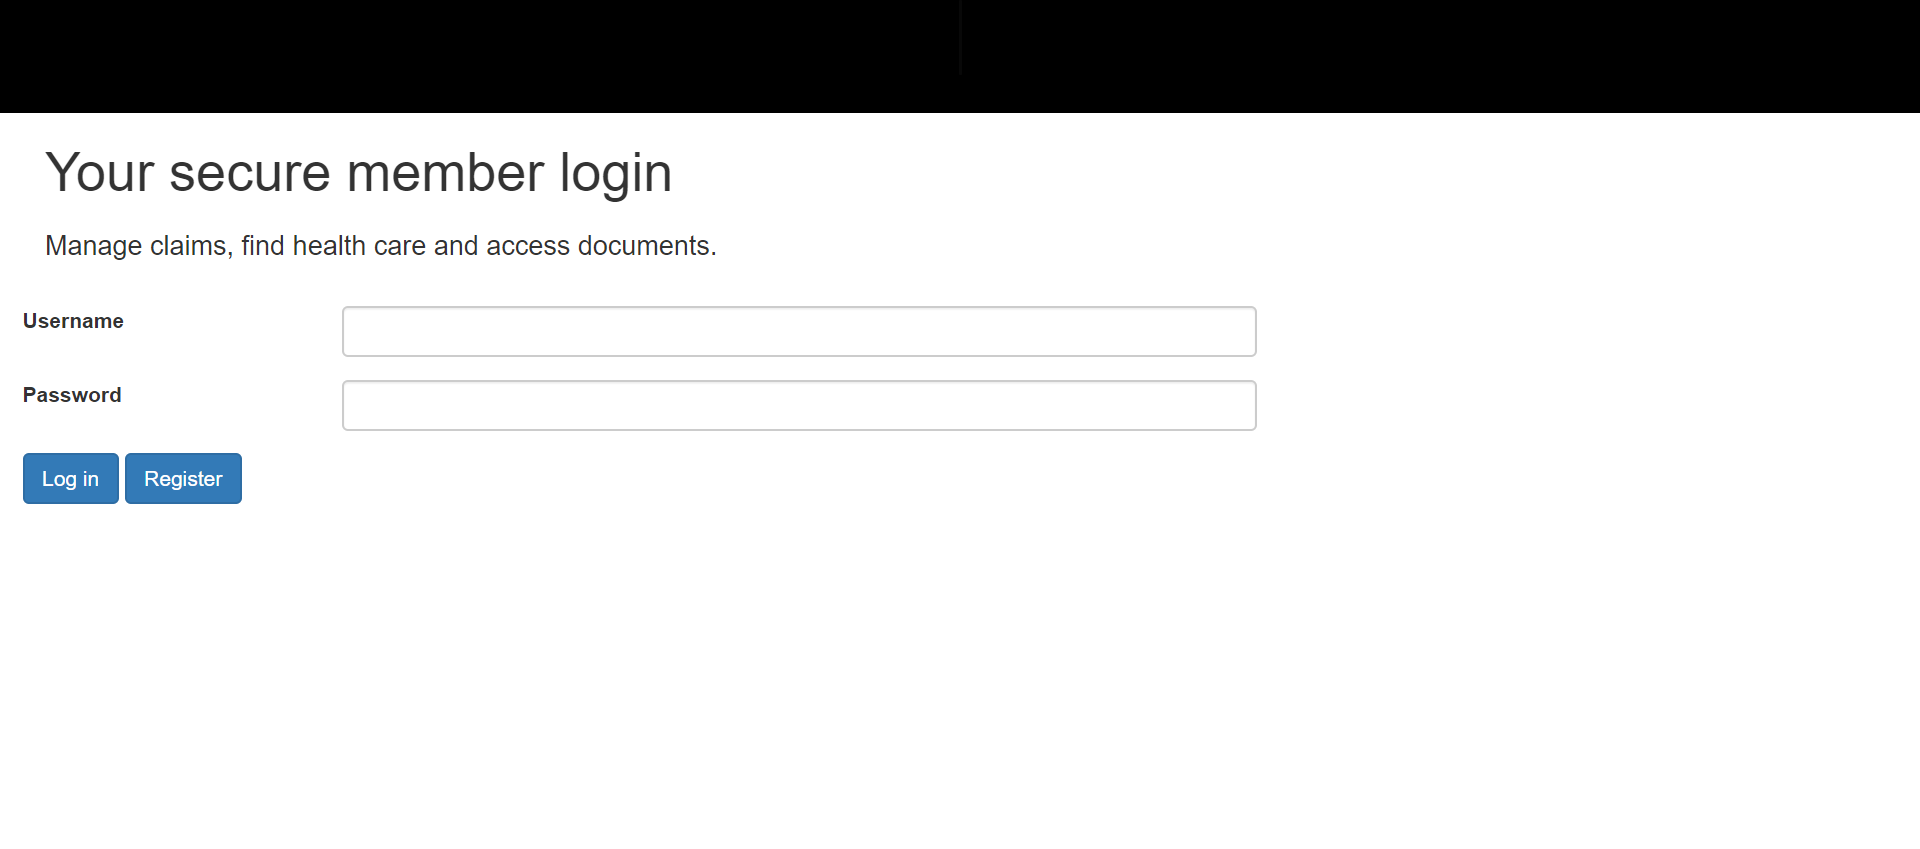 Your secure member login
Manage claims, find health care and access documents.
Username
Password
Log in Register